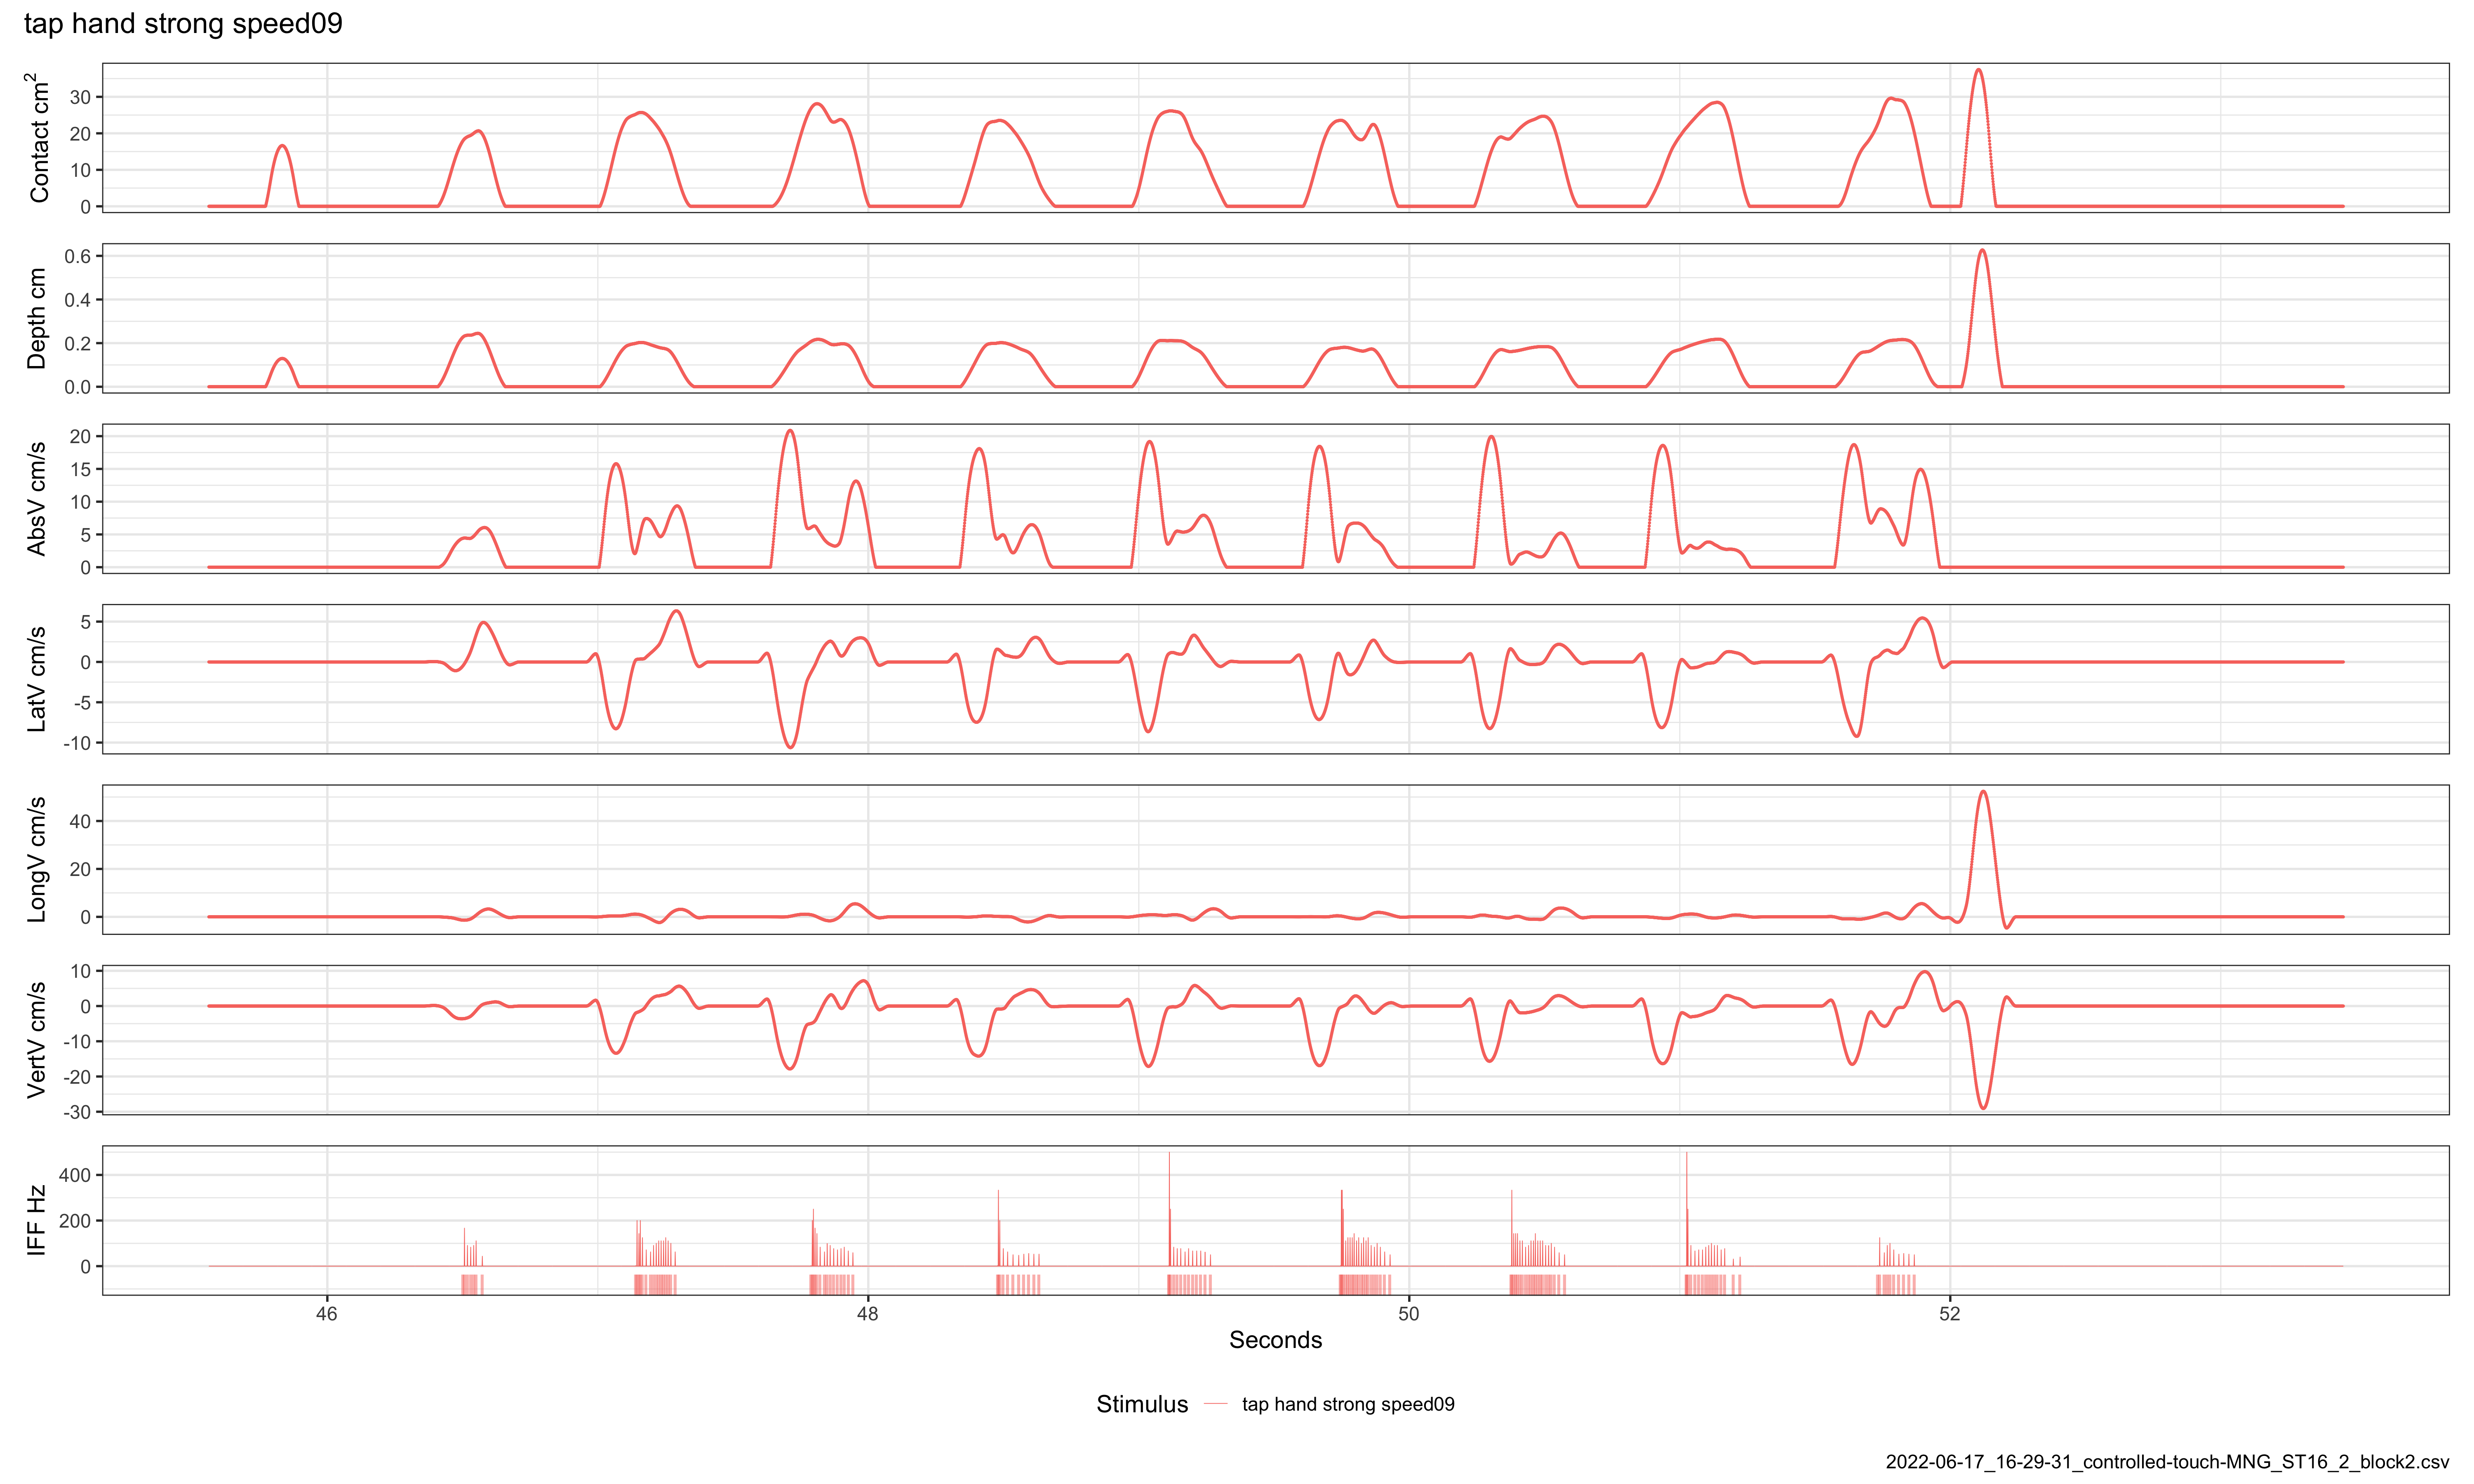 tap hand strong speed09
Contact cm²
30
20
10
0
Depth cm
0.6
0.4
0.2
0.0
AbsV cm/s
20
15
10
5
0
LatV cm/s
5
0
-5
-10
LongV cm/s
40
20
0
VertV cm/s
10
0
-10
-20
-30
IFF Hz
400
200
0
46 48 50 52
Seconds
Stimulus tap hand strong speed09
2022-06-17_16-29-31_controlled-touch-MNG_ST16_2_block2.csv